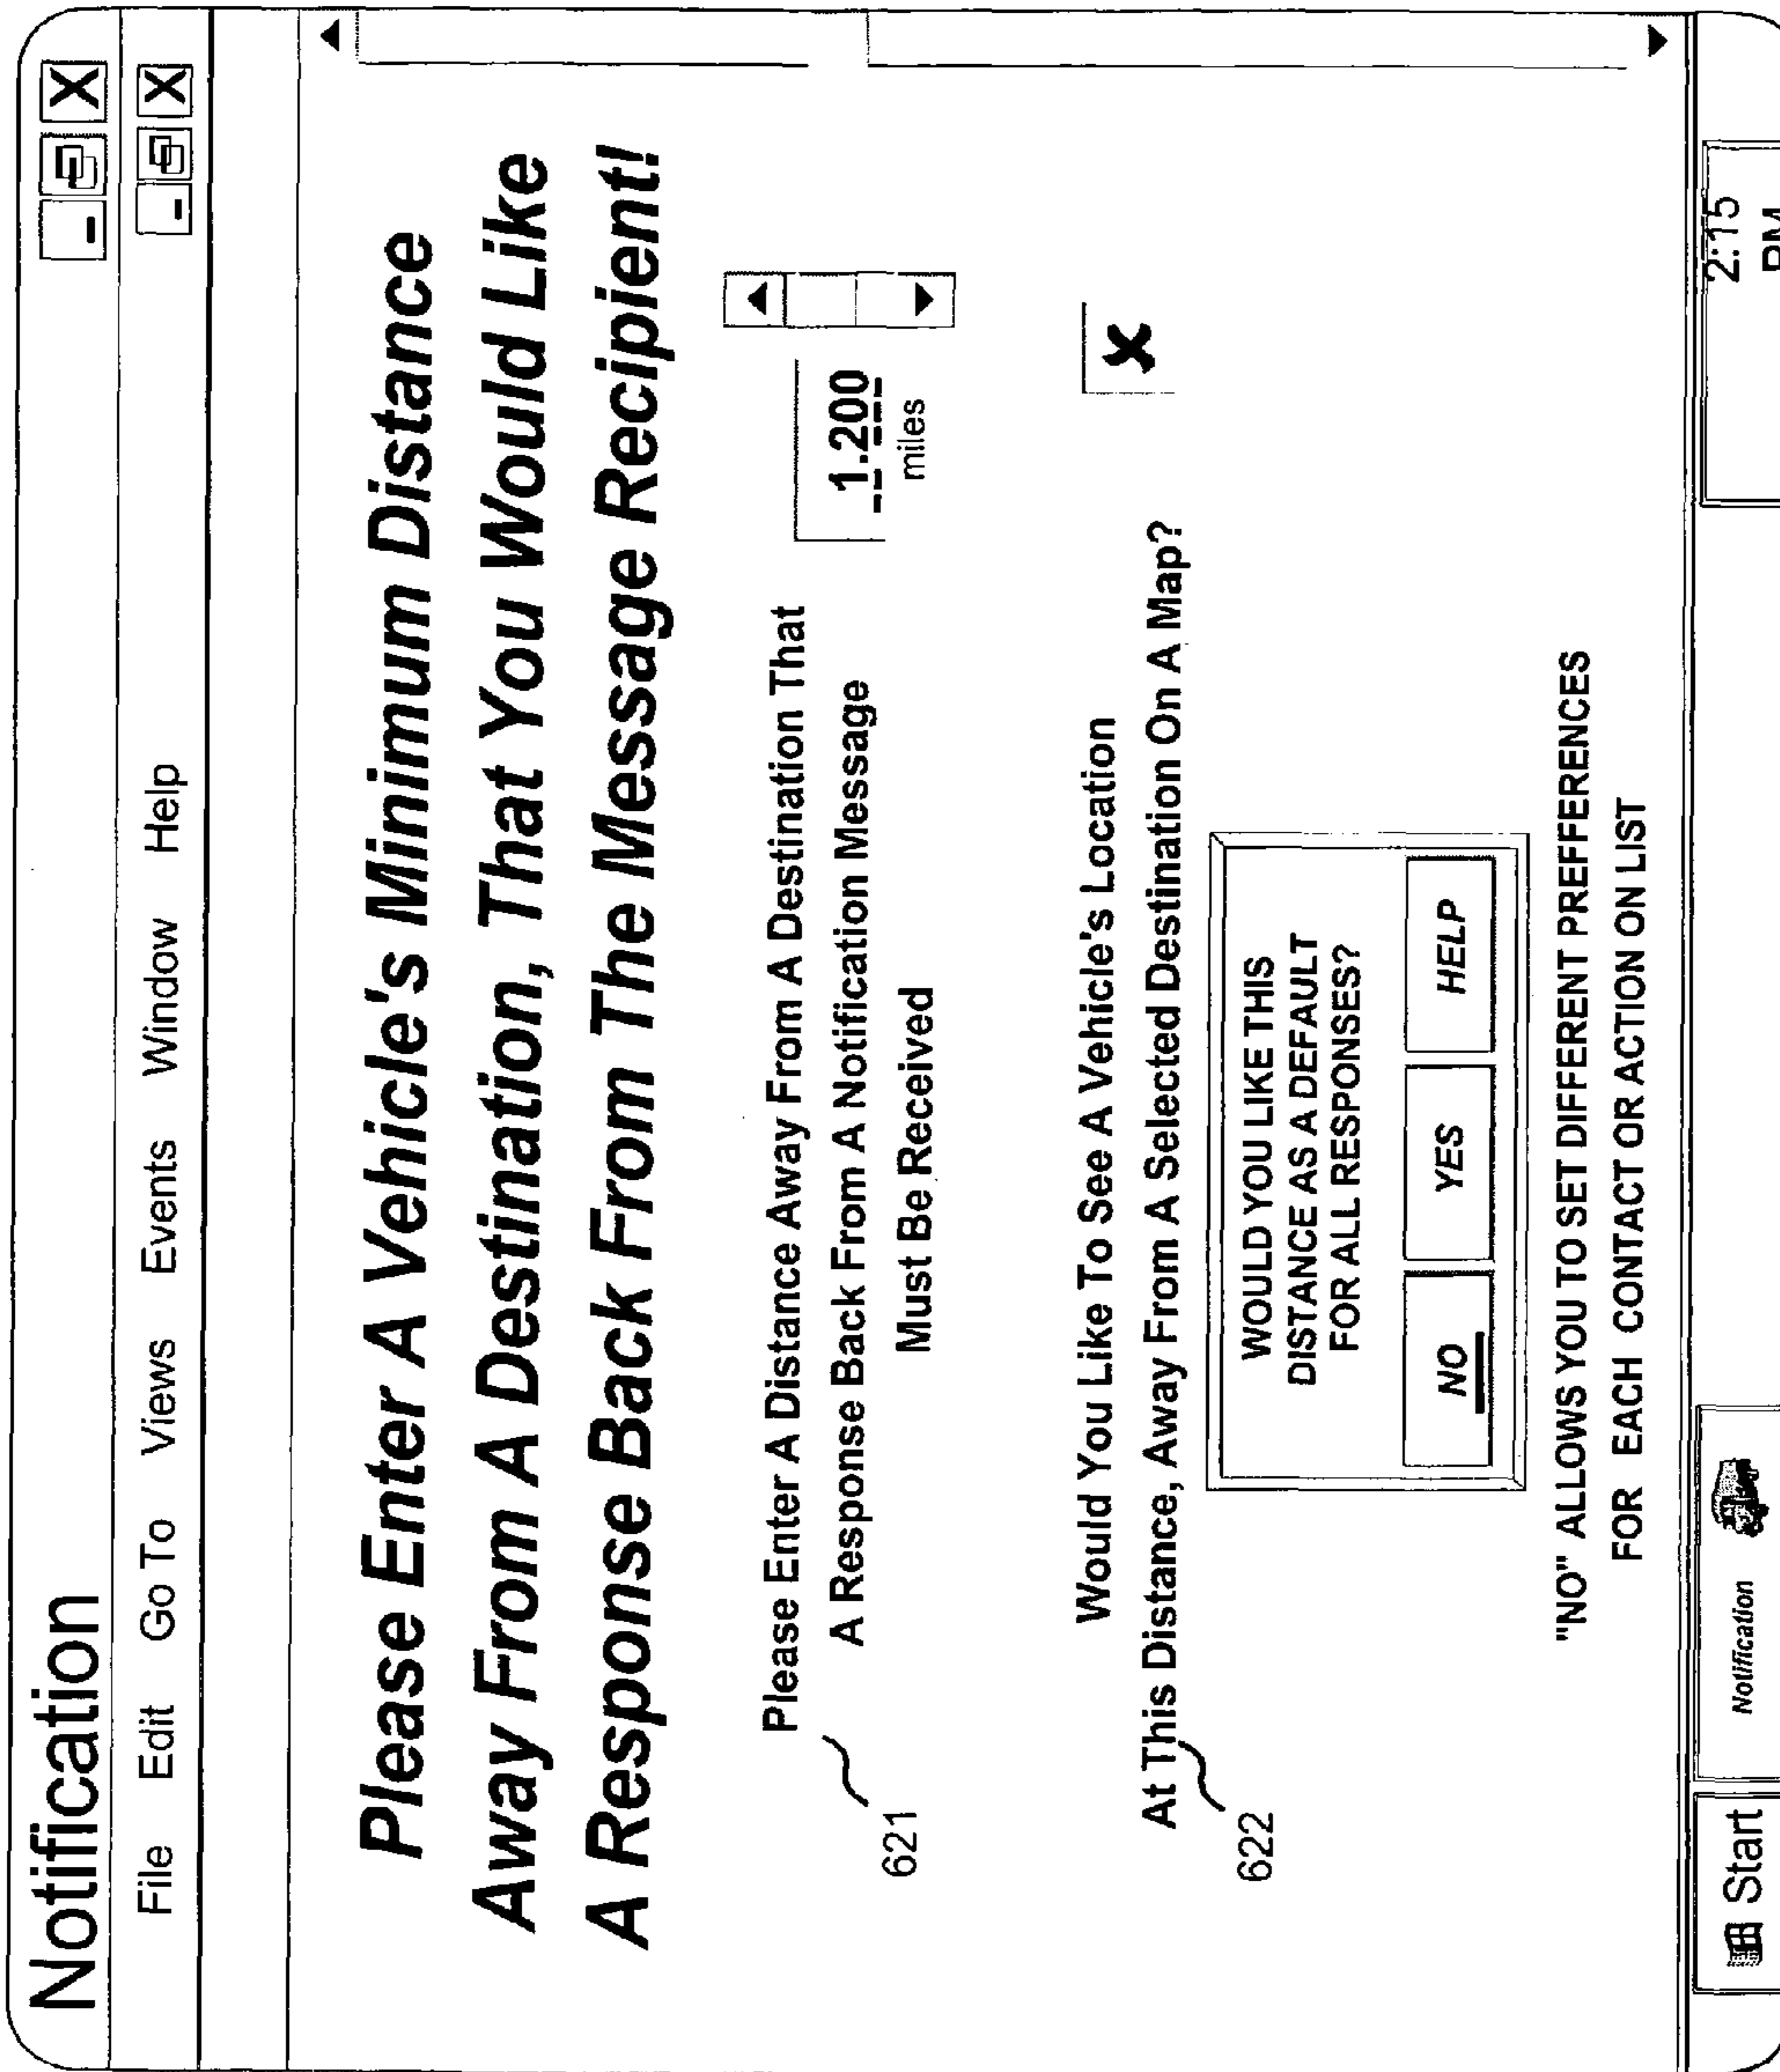 Notification
File Edit Go To Views Events Window Help
Please Enter A Vehicle's Minimum Distance
Away From A Destination, That You Would Like
A Response Back From The Message Recipient!
621
Please Enter A Distance Away From A Destination That
A Response Back From A Notification Message
Must Be Received
1.200
miles
622
Would You Like To See A Vehicle's Location
At This Distance, Away From A Selected Destination On A Map?
X
WOULD YOU LIKE THIS
DISTANCE AS A DEFAULT
FOR ALL RESPONSES?
NO YES HELP
"NO" ALLOWS YOU TO SET DIFFERENT PREFFERENCES
FOR EACH CONTACT OR ACTION ON LIST
Start Notification 2:15
PM